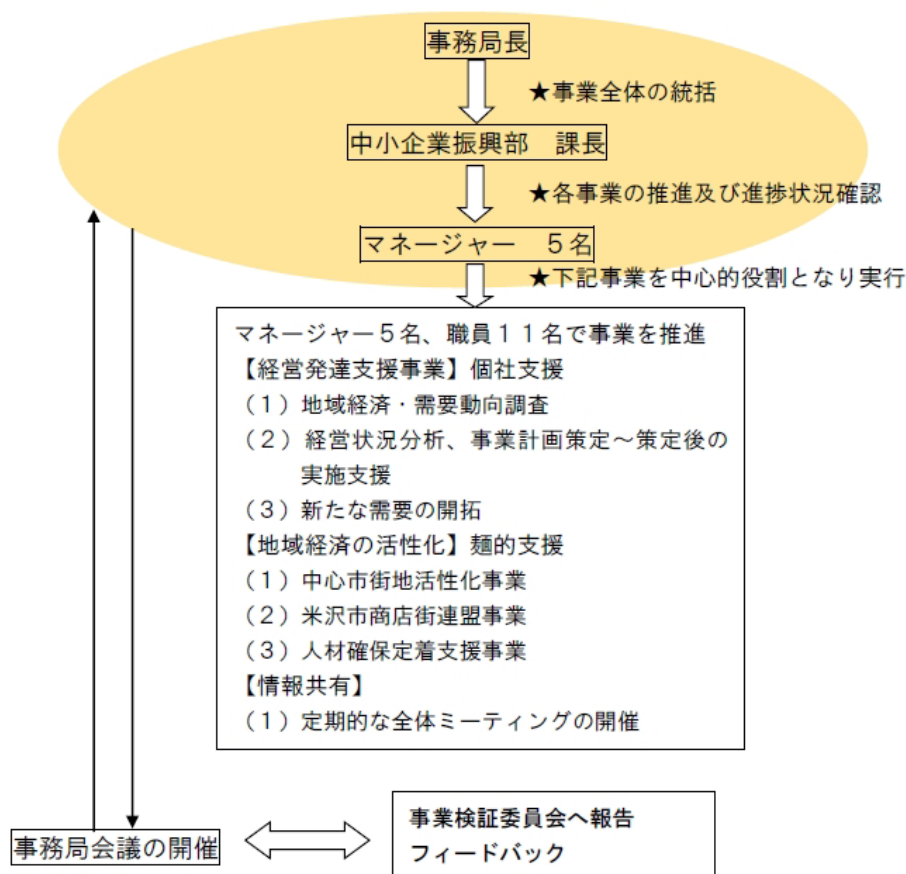 事務局長
★事業全体の統括
中小企業振興部　課長
★各事業の推進及び進捗状況確認
マネージャー　５名
★下記事業を中心的役割となり実行
マネージャー５名、職員１１名で事業を推進
【経営発達支援事業】個社支援
（１）地域経済・需要動向調査
（２）経営状況分析、事業計画策定～策定後の
実施支援
（３）新たな需要の開拓
【地域経済の活性化】麺的支援
（１）中心市街地活性化事業
（２）米沢市商店街連盟事業
（３）人材確保定着支援事業
【情報共有】
（１）定期的な全体ミーティングの開催
事務局会議の開催
事業検証委員会へ報告
フィードバック